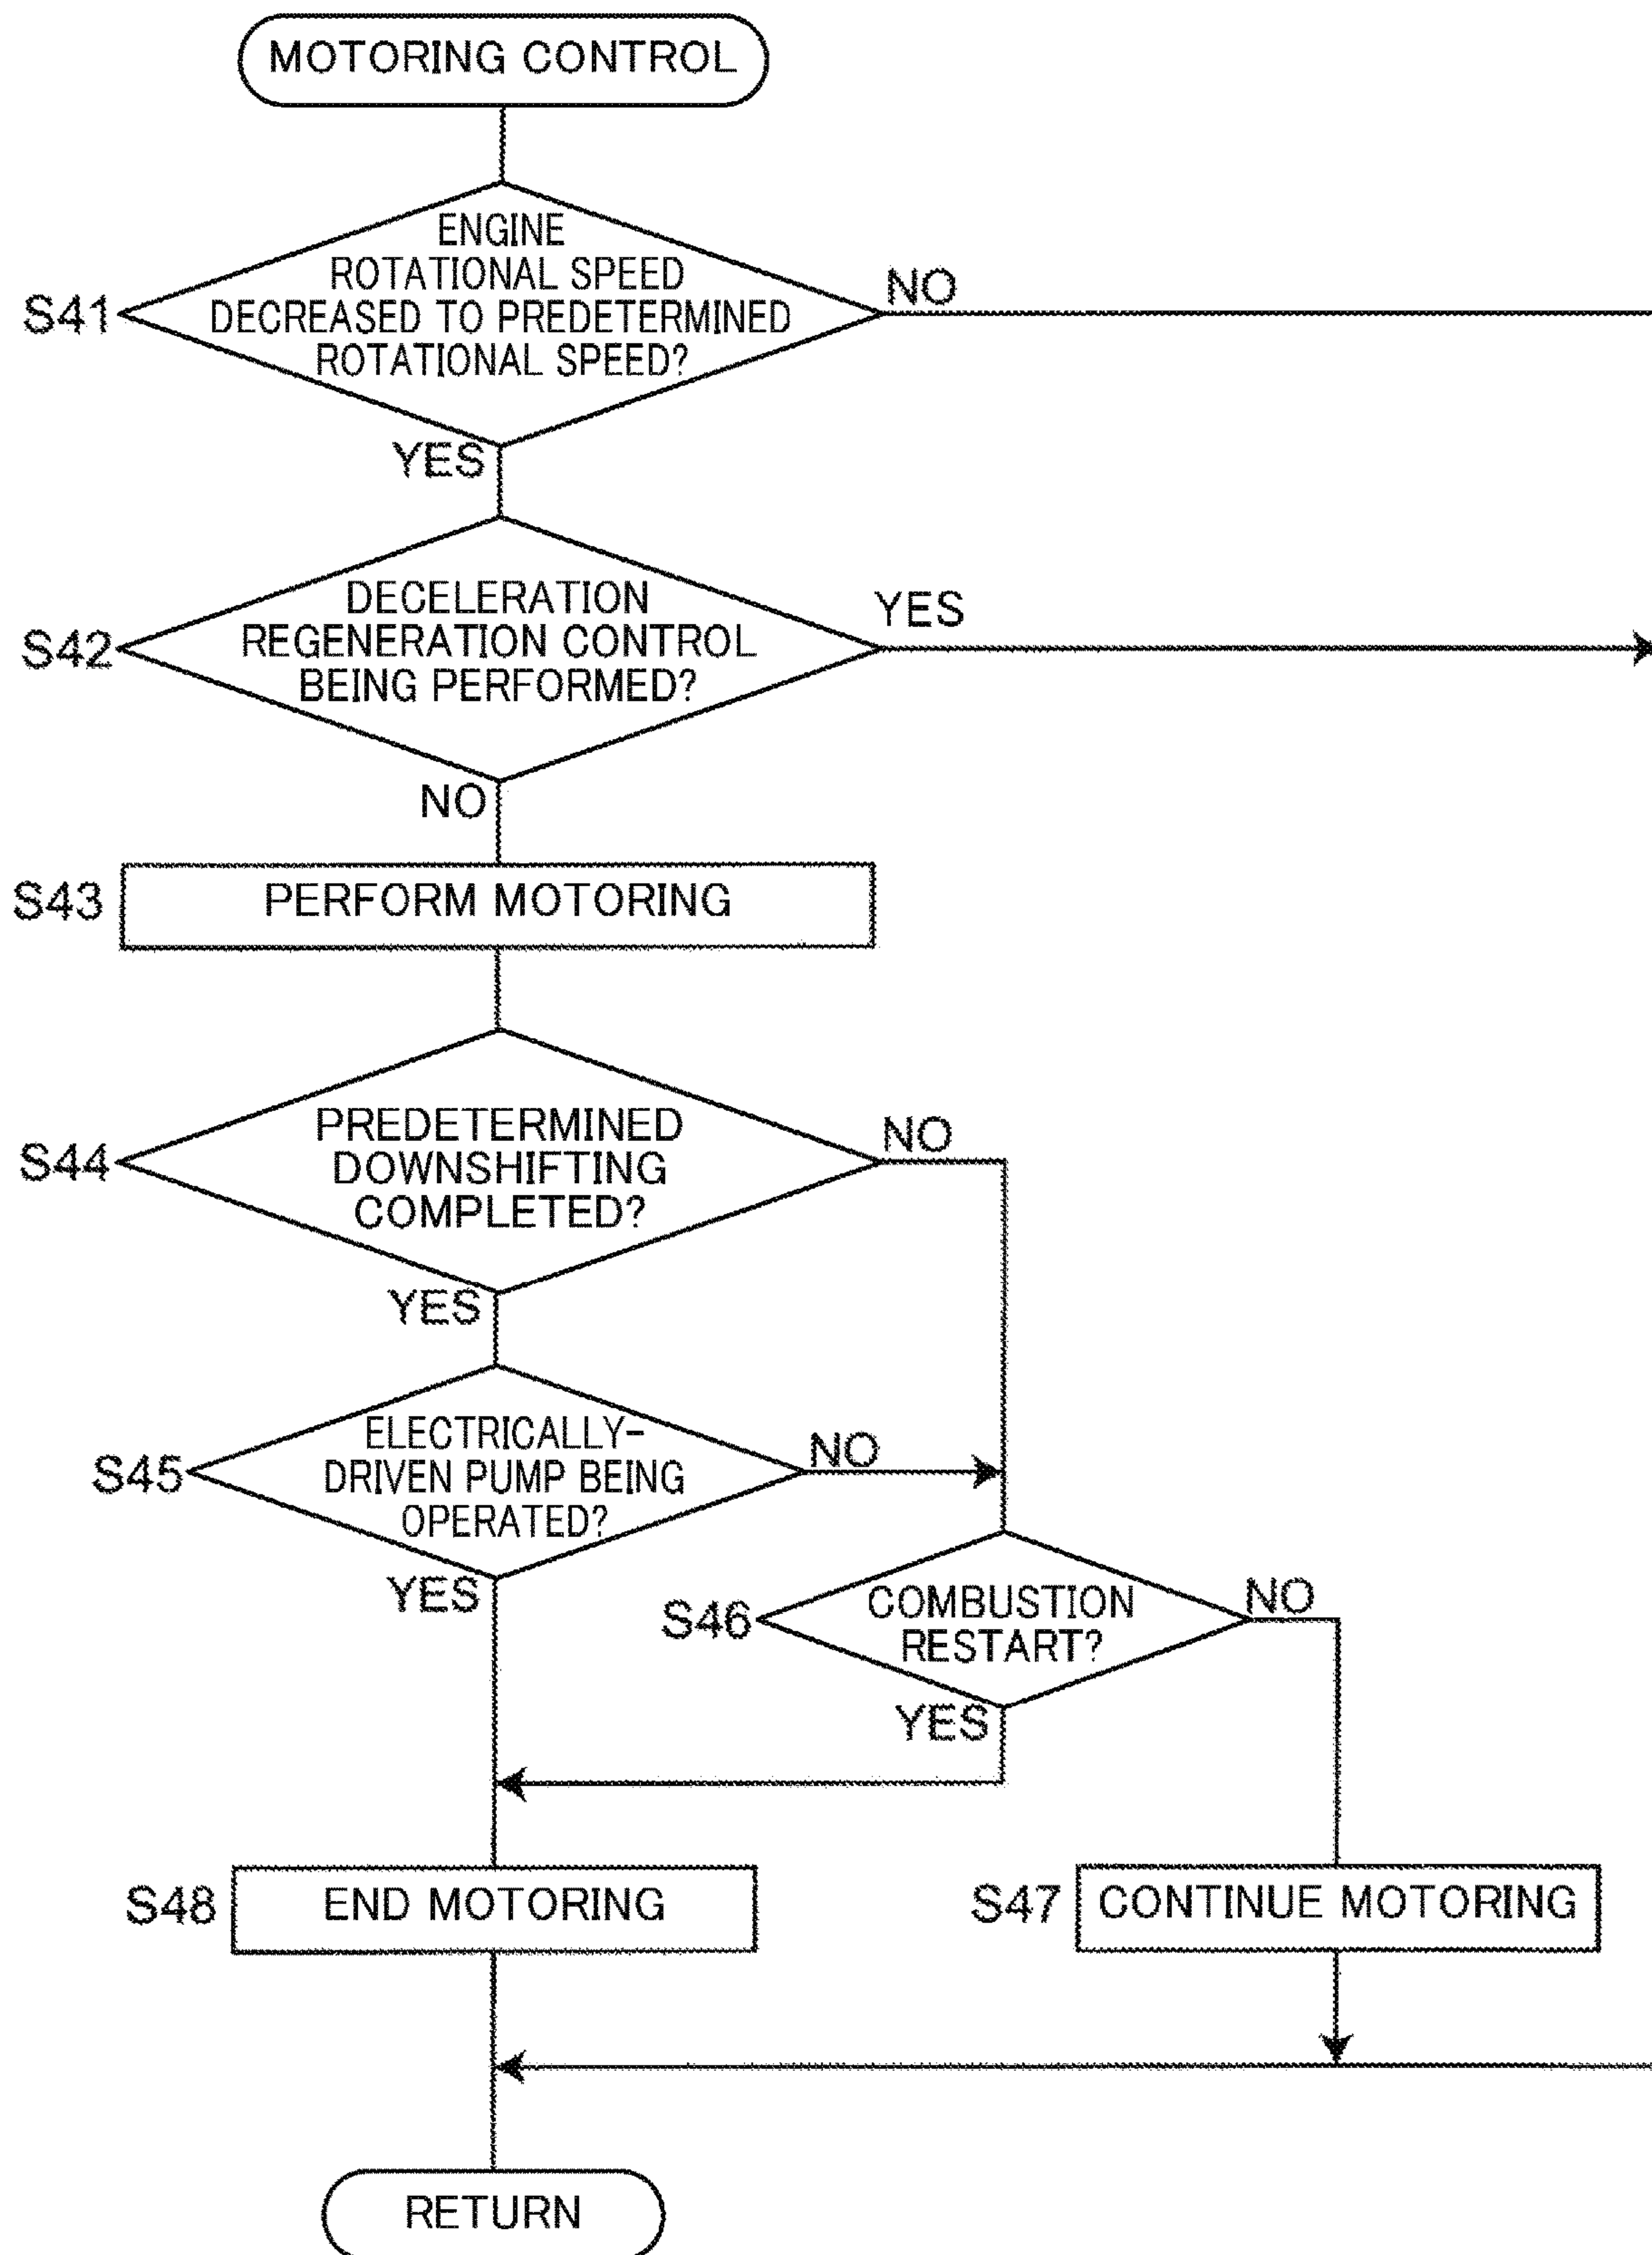 MOTORING CONTROL
ENGINE
ROTATIONAL SPEED
DECREASED TO PREDETERMINED
ROTATIONAL SPEED?
S41
NO
YES
DECELERATION
REGENERATION CONTROL
BEING PERFORMED?
S42
YES
NO
S43
PERFORM MOTORING
PREDETERMINED
DOWNSHIFTING
COMPLETED?
S44
NO
YES
ELECTRICALLY-
DRIVEN PUMP BEING
OPERATED?
S45
NO
YES
COMBUSTION
RESTART?
S46
NO
YES
S48
END MOTORING
S47
CONTINUE MOTORING
RETURN